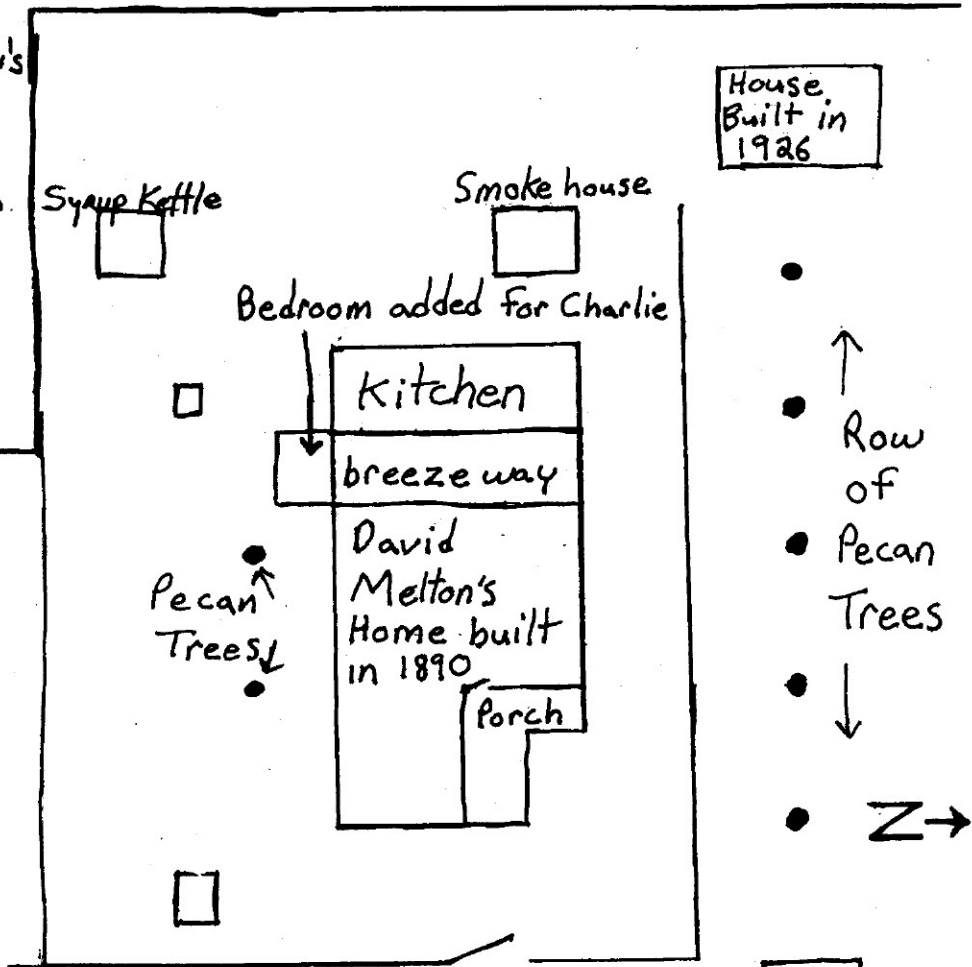 House
Built in
1926
Syrup Kettle
Smoke house
Bedroom added for Charlie
Kitchen
breeze way
David
Melton's
Home built
in 1890
Porch
Pecan
Trees
Row
of
Pecan
Trees
N